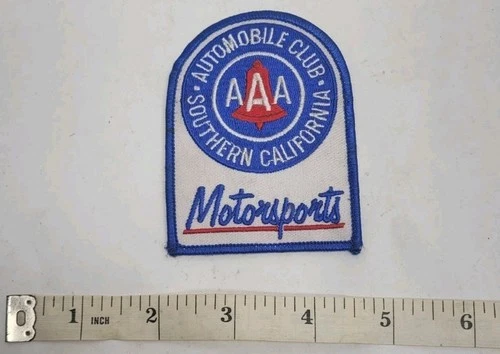 · AUTOMOBILE CLUB ·
AAA
SOUTHERN CALIFORNIA
Motorsports
1 INCH 2 3 4 5 6